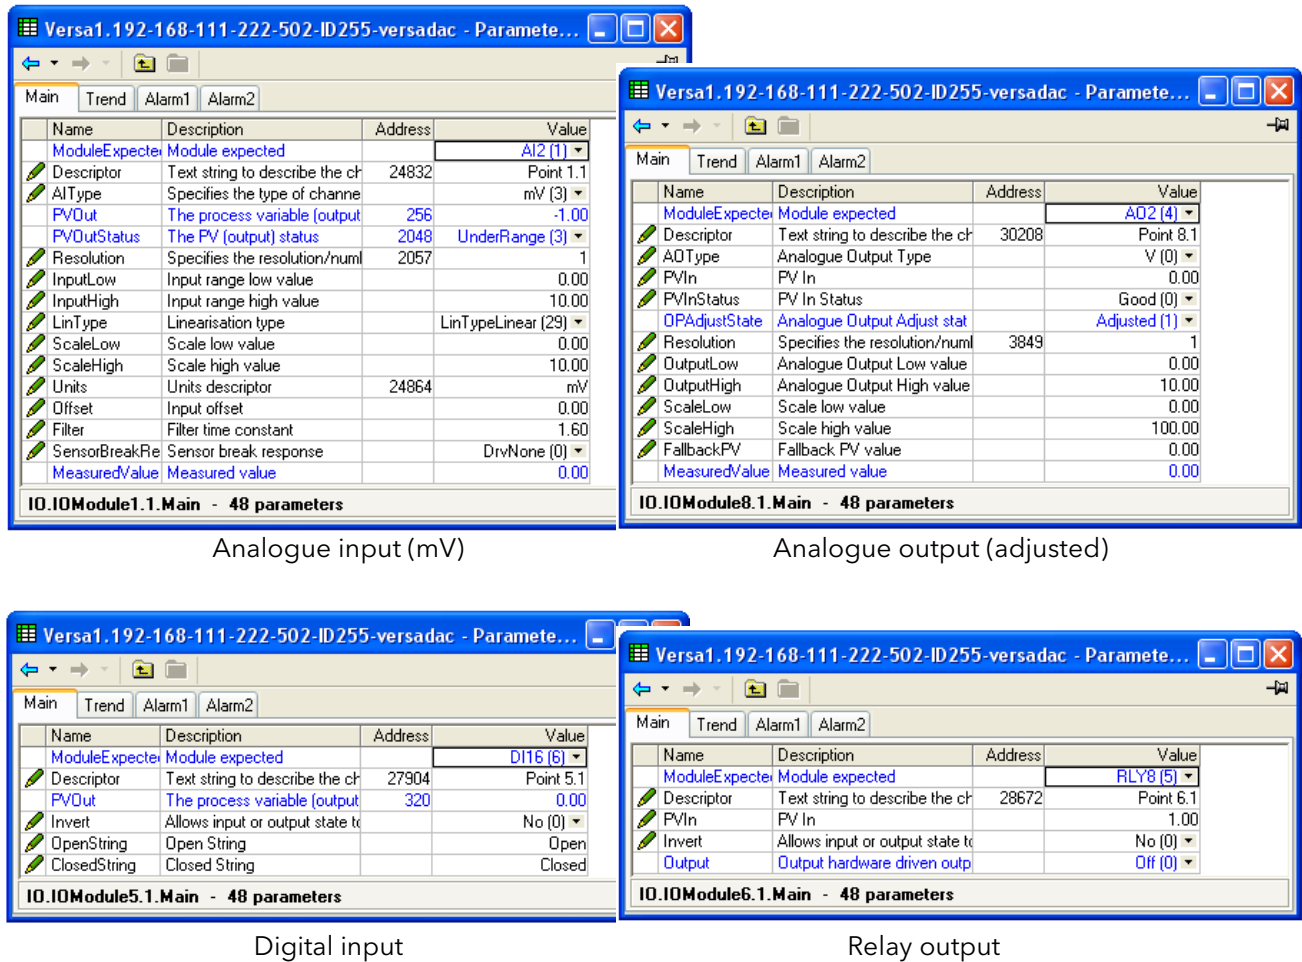 Versa1.192-168-111-222-502-ID255-versadac - Paramete...
Main Trend Alarm1 Alarm2
Name Description Address Value
ModuleExpecte Module expected AI2 (1)
Descriptor Text string to describe the ch 24832 Point 1.1
AIType Specifies the type of channe mV (3)
PVOut The process variable (output 256 -1.00
PVOutStatus The PV (output) status 2048 UnderRange (3)
Resolution Specifies the resolution/numl 2057 1
InputLow Input range low value 0.00
InputHigh Input range high value 10.00
LinType Linearisation type LinTypeLinear (29)
ScaleLow Scale low value 0.00
ScaleHigh Scale high value 10.00
Units Units descriptor 24864 mV
Offset Input offset 0.00
Filter Filter time constant 1.60
SensorBreakRe Sensor break response DrvNone (0)
MeasuredValue Measured value 0.00
IO.IOModule1.1.Main - 48 parameters
Analogue input (mV)
Versa1.192-168-111-222-502-ID255-versadac - Paramete...
Main Trend Alarm1 Alarm2
Name Description Address Value
ModuleExpecte Module expected AO2 (4)
Descriptor Text string to describe the ch 30208 Point 8.1
AOType Analogue Output Type V (0)
PVIn PV In 0.00
PVInStatus PV In Status Good (0)
OPAdjustState Analogue Output Adjust stat Adjusted (1)
Resolution Specifies the resolution/numl 3849 1
OutputLow Analogue Output Low value 0.00
OutputHigh Analogue Output High value 10.00
ScaleLow Scale low value 0.00
ScaleHigh Scale high value 100.00
FallbackPV Fallback PV value 0.00
MeasuredValue Measured value 0.00
IO.IOModule8.1.Main - 48 parameters
Analogue output (adjusted)
Versa1.192-168-111-222-502-ID255-versadac - Paramete...
Main Trend Alarm1 Alarm2
Name Description Address Value
ModuleExpecte Module expected DI16 (6)
Descriptor Text string to describe the ch 27904 Point 5.1
PVOut The process variable (output 320 0.00
Invert Allows input or output state to No (0)
OpenString Open String Open
ClosedString Closed String Closed
IO.IOModule5.1.Main - 48 parameters
Digital input
Versa1.192-168-111-222-502-ID255-versadac - Paramete...
Main Trend Alarm1 Alarm2
Name Description Address Value
ModuleExpecte Module expected RLY8 (5)
Descriptor Text string to describe the ch 28672 Point 6.1
PVIn PV In 1.00
Invert Allows input or output state to No (0)
Output Output hardware driven outp Off (0)
IO.IOModule6.1.Main - 48 parameters
Relay output